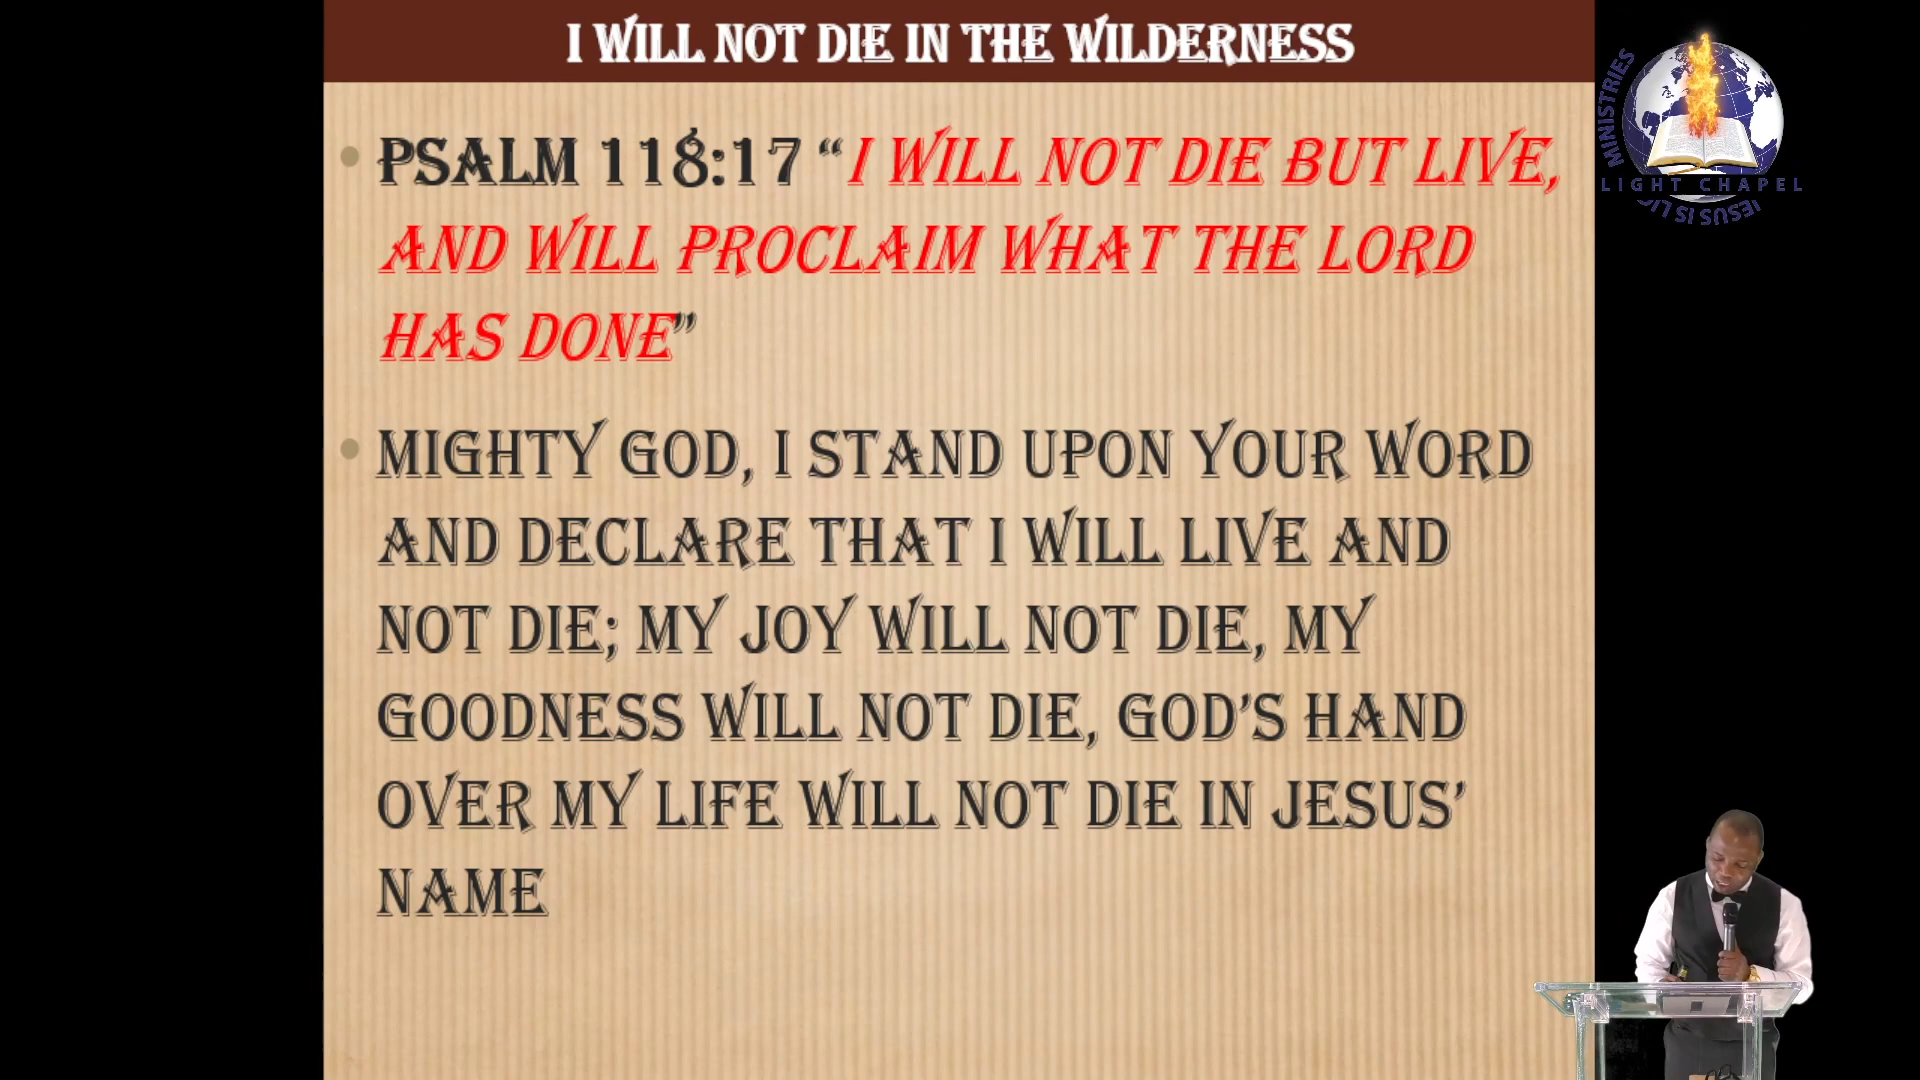 I WILL NOT DIE IN THE WILDERNESS
PSALM 118:17 “I WILL NOT DIE BUT LIVE,
AND WILL PROCLAIM WHAT THE LORD
HAS DONE”
MIGHTY GOD, I STAND UPON YOUR WORD
AND DECLARE THAT I WILL LIVE AND
NOT DIE; MY JOY WILL NOT DIE, MY
GOODNESS WILL NOT DIE, GOD’S HAND
OVER MY LIFE WILL NOT DIE IN JESUS’
NAME
MINISTRIES
LIGHT CHAPEL
JESUS IS LIGHT